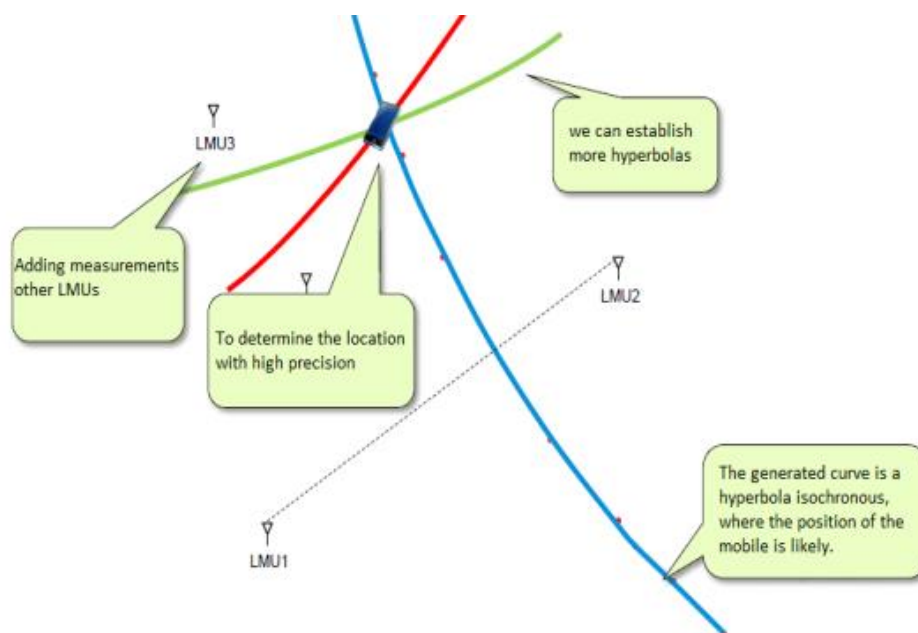 we can establish
more hyperbolas
LMU3
Adding measurements
other LMUs
LMU2
To determine the location
with high precision
The generated curve is a
hyperbola isochronous,
where the position of the
mobile is likely.
LMU1